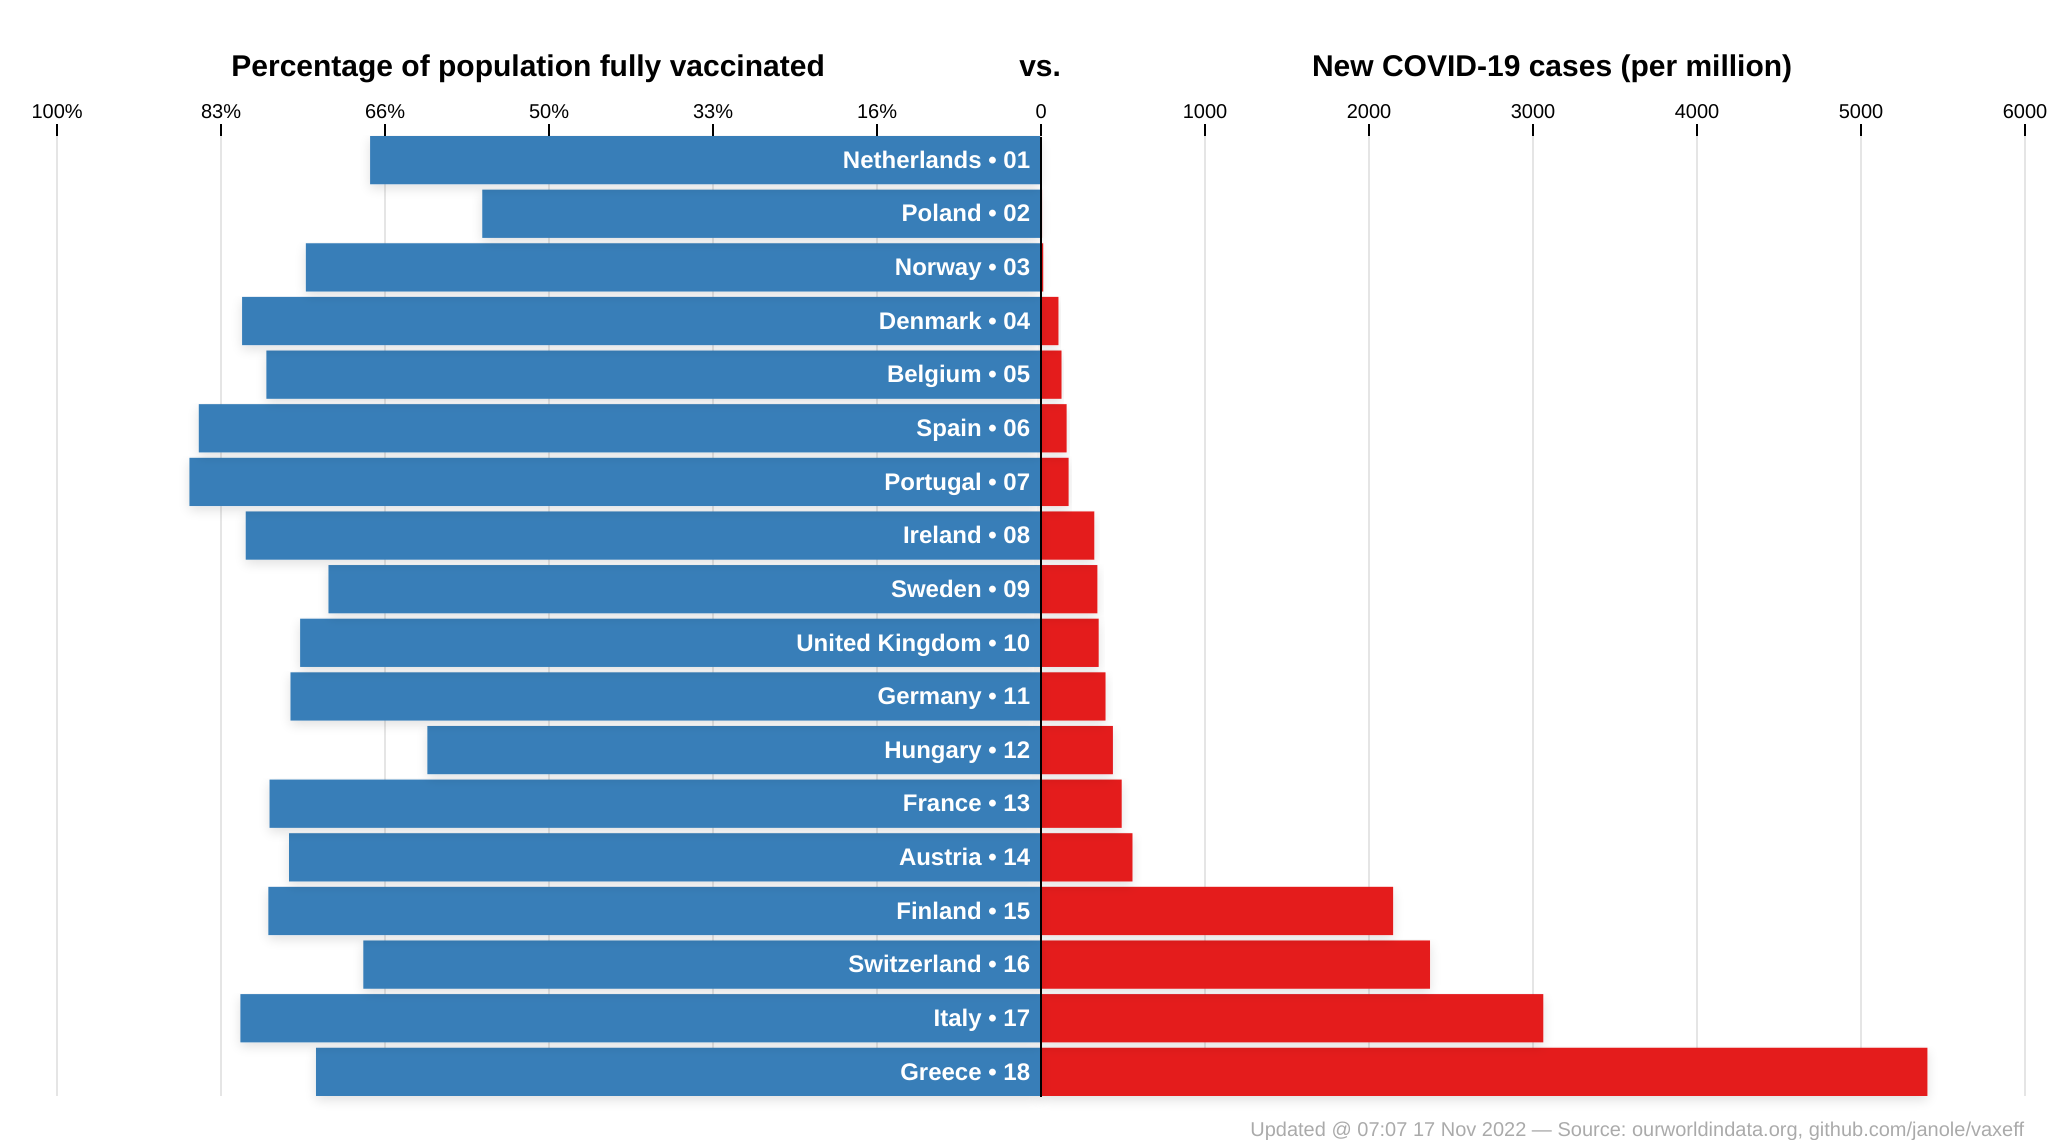 Percentage of population fully vaccinated vs. New COVID-19 cases (per million)
100% 83% 66% 50% 33% 16% 0 1000 2000 3000 4000 5000 6000
Netherlands • 01
Poland • 02
Norway • 03
Denmark • 04
Belgium • 05
Spain • 06
Portugal • 07
Ireland • 08
Sweden • 09
United Kingdom • 10
Germany • 11
Hungary • 12
France • 13
Austria • 14
Finland • 15
Switzerland • 16
Italy • 17
Greece • 18
Updated @ 07:07 17 Nov 2022 — Source: ourworldindata.org, github.com/janole/vaxeff